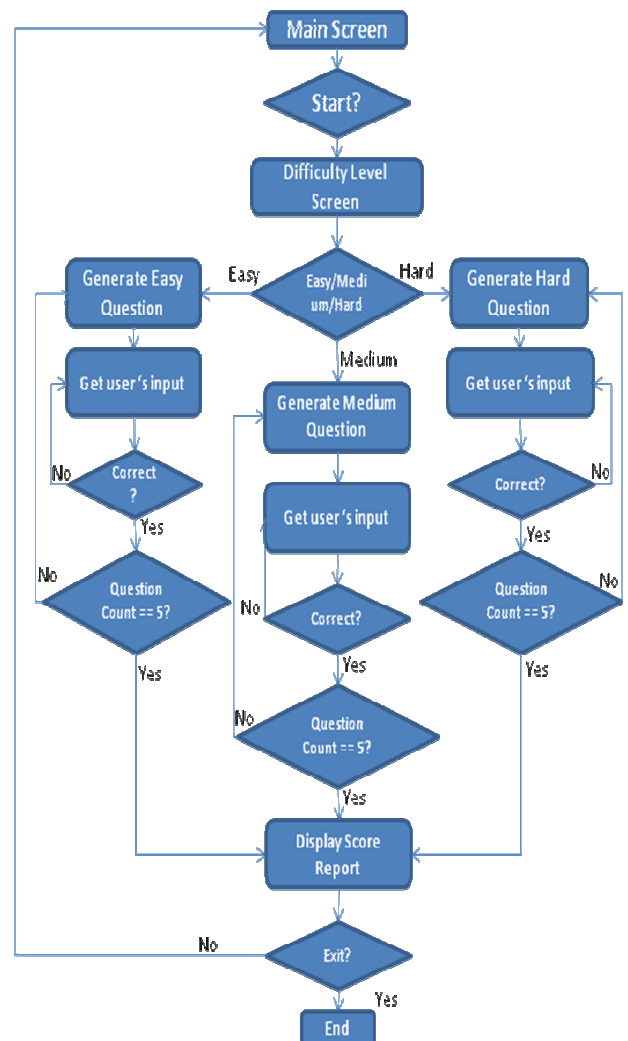 Main Screen
Start?
Difficulty Level
Screen
Easy
Easy/Medi
um/Hard
Hard
Medium
Generate Easy
Question
Get user's input
No
Correct
?
Yes
No
Question
Count == 5?
Yes
Generate Medium
Question
Get user's input
No
Correct?
Yes
No
Question
Count == 5?
Yes
Generate Hard
Question
Get user's input
No
Correct?
Yes
No
Question
Count == 5?
Yes
Display Score
Report
No
Exit?
Yes
End